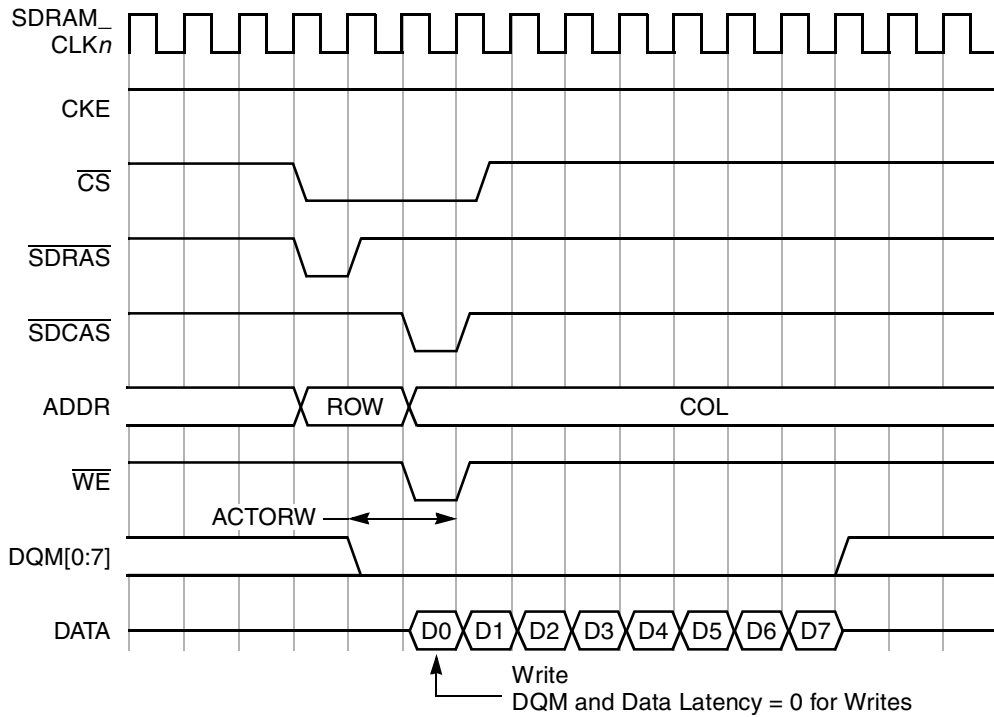 SDRAM_
CLKn
CKE
CS
SDRAS
SDCAS
ADDR ROW COL
WE
ACTORW
DQM[0:7]
DATA D0 D1 D2 D3 D4 D5 D6 D7
Write
DQM and Data Latency = 0 for Writes